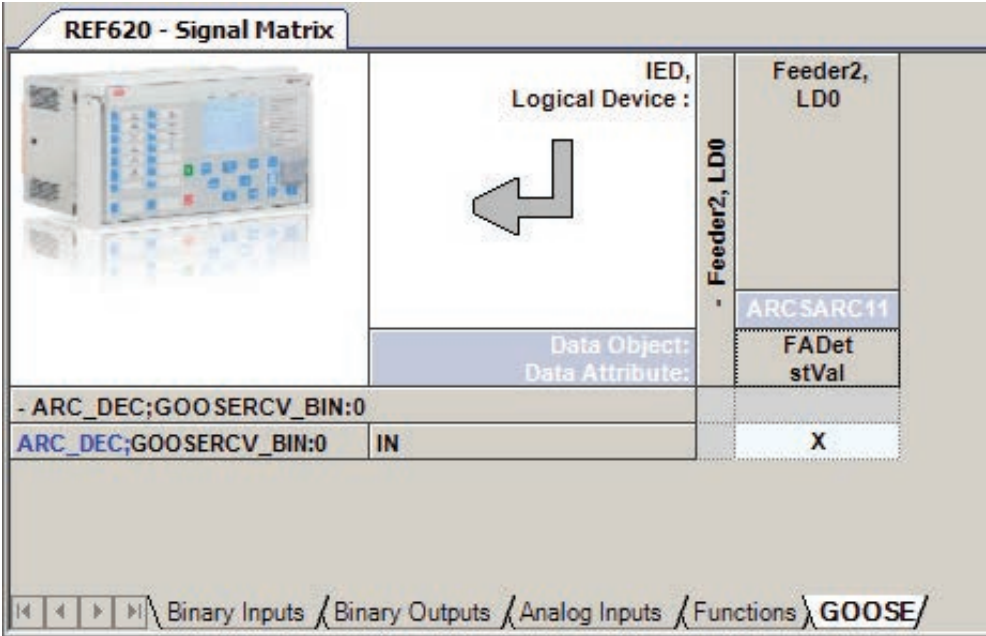 REF620 - Signal Matrix
IED,
Logical Device :
- Feeder2, LD0
Feeder2,
LD0
ARCSARC11
Data Object:
Data Attribute:
FADet
stVal
- ARC_DEC;GOOSERCV_BIN:0
ARC_DEC;GOOSERCV_BIN:0 IN X
Binary Inputs Binary Outputs Analog Inputs Functions GOOSE